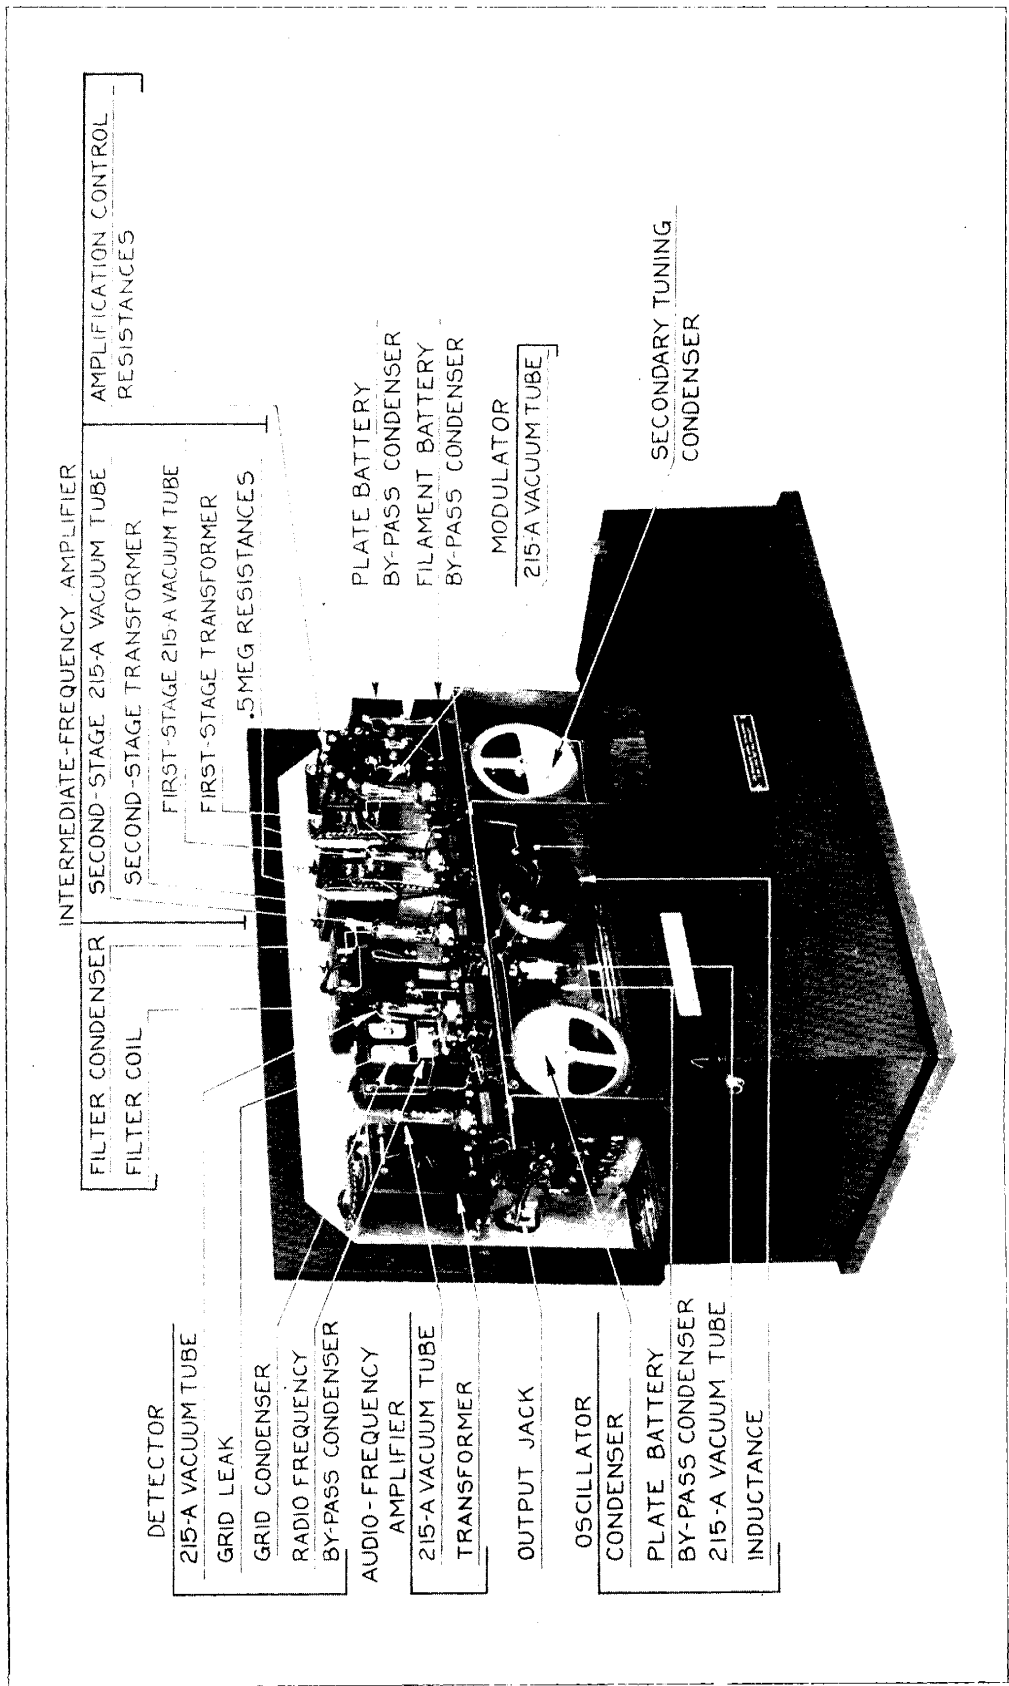 INTERMEDIATE-FREQUENCY AMPLIFIER
FILTER CONDENSER
FILTER COIL
SECOND-STAGE 215-A VACUUM TUBE
SECOND-STAGE TRANSFORMER
FIRST-STAGE 215-A VACUUM TUBE
FIRST-STAGE TRANSFORMER
.5 MEG RESISTANCES
AMPLIFICATION CONTROL
RESISTANCES
DETECTOR
215-A VACUUM TUBE
GRID LEAK
GRID CONDENSER
RADIO FREQUENCY
BY-PASS CONDENSER
AUDIO-FREQUENCY
AMPLIFIER
215-A VACUUM TUBE
TRANSFORMER
OUTPUT JACK
OSCILLATOR
CONDENSER
PLATE BATTERY
BY-PASS CONDENSER
215-A VACUUM TUBE
INDUCTANCE
PLATE BATTERY
BY-PASS CONDENSER
FILAMENT BATTERY
BY-PASS CONDENSER
MODULATOR
215-A VACUUM TUBE
SECONDARY TUNING
CONDENSER